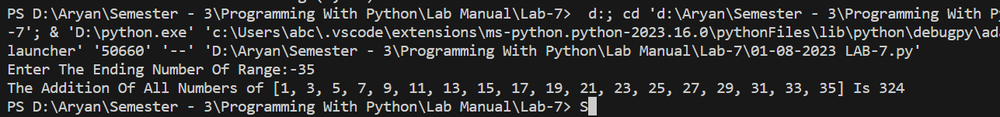 PS D:\Aryan\Semester - 3\Programming With Python\Lab Manual\Lab-7>  d:; cd 'd:\Aryan\Semester - 3\Programming With P
-7'; & 'D:\python.exe' 'c:\Users\abc\.vscode\extensions\ms-python.python-2023.16.0\pythonFiles\lib\python\debugpy\ad
launcher' '50660' '--' 'D:\Aryan\Semester - 3\Programming With Python\Lab Manual\Lab-7\01-08-2023 LAB-7.py'
Enter The Ending Number Of Range:-35
The Addition Of All Numbers of [1, 3, 5, 7, 9, 11, 13, 15, 17, 19, 21, 23, 25, 27, 29, 31, 33, 35] Is 324
PS D:\Aryan\Semester - 3\Programming With Python\Lab Manual\Lab-7> S